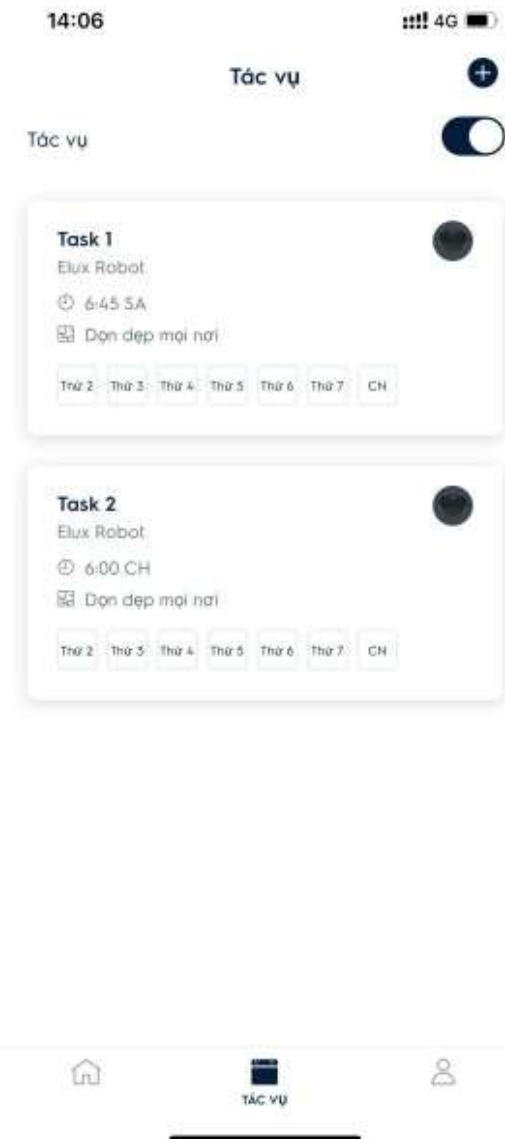 14:06
4G
Tác vụ
Tác vụ
Task 1
Elux Robot
6:45 SA
Dọn dẹp mọi nơi
Thứ 2 Thứ 3 Thứ 4 Thứ 5 Thứ 6 Thứ 7 CN
Task 2
Elux Robot
6:00 CH
Dọn dẹp mọi nơi
Thứ 2 Thứ 3 Thứ 4 Thứ 5 Thứ 6 Thứ 7 CN
TÁC VỤ